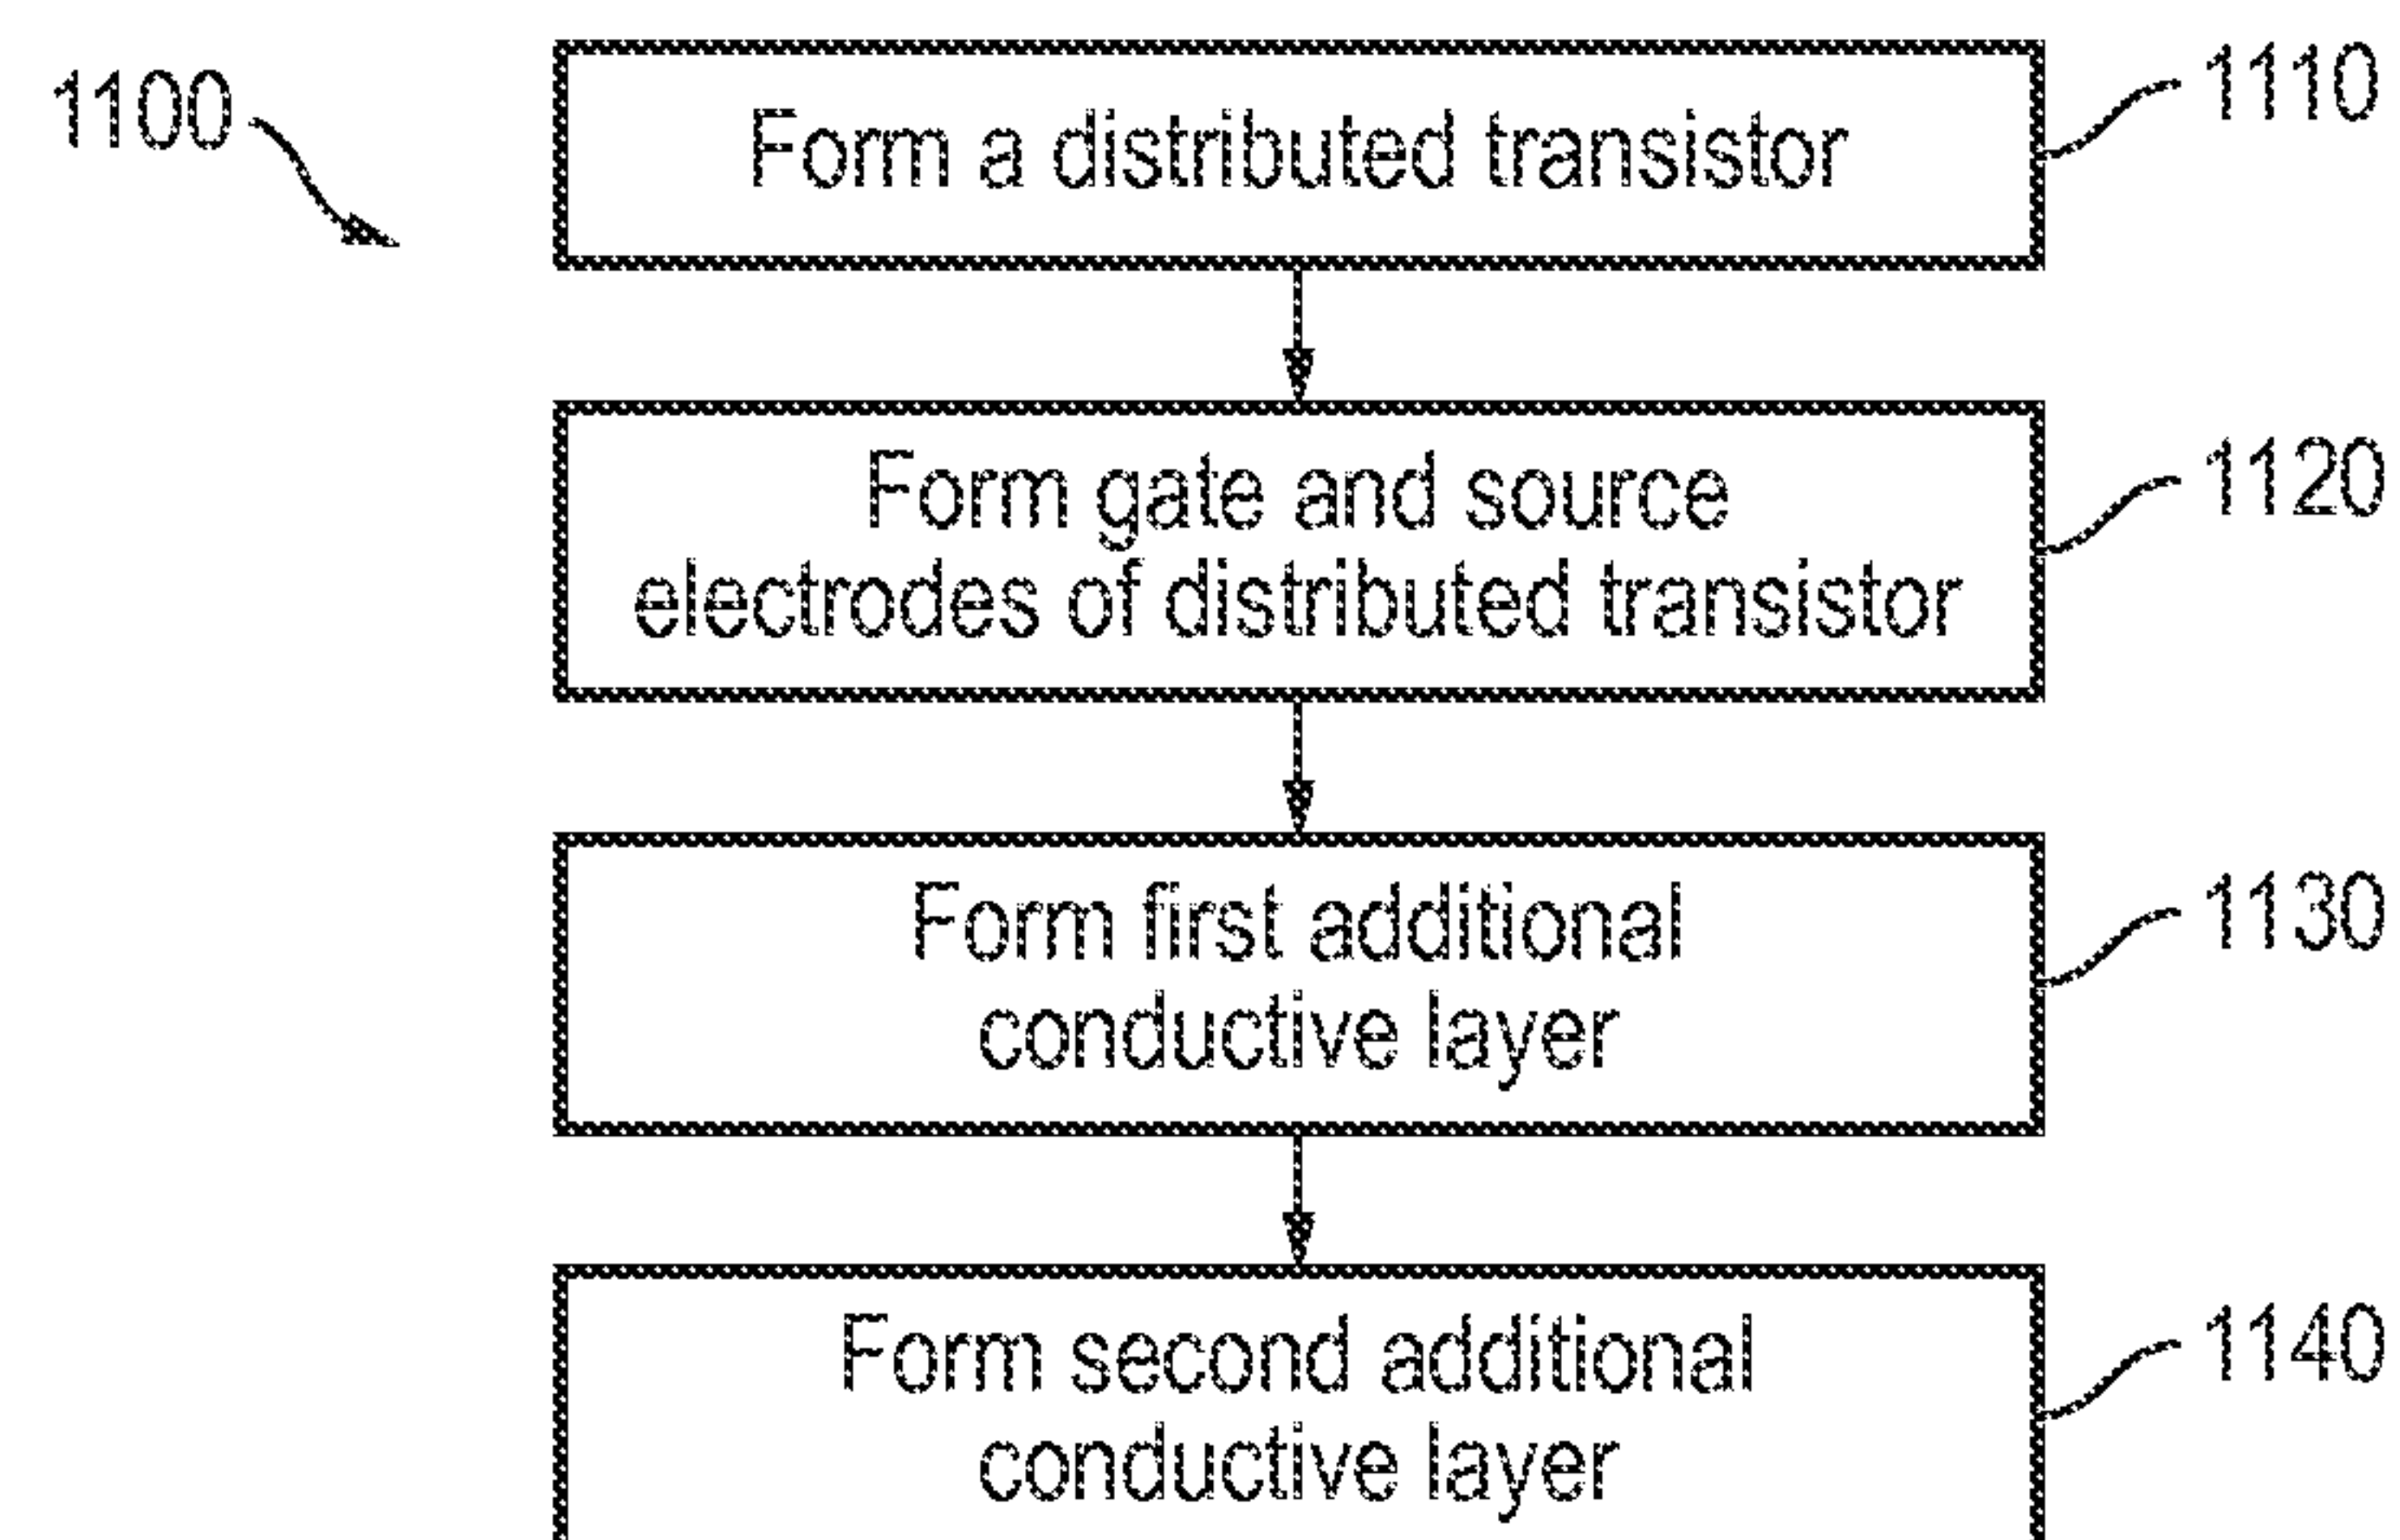 1100
Form a distributed transistor
1110
Form gate and source
electrodes of distributed transistor
1120
Form first additional
conductive layer
1130
Form second additional
conductive layer
1140